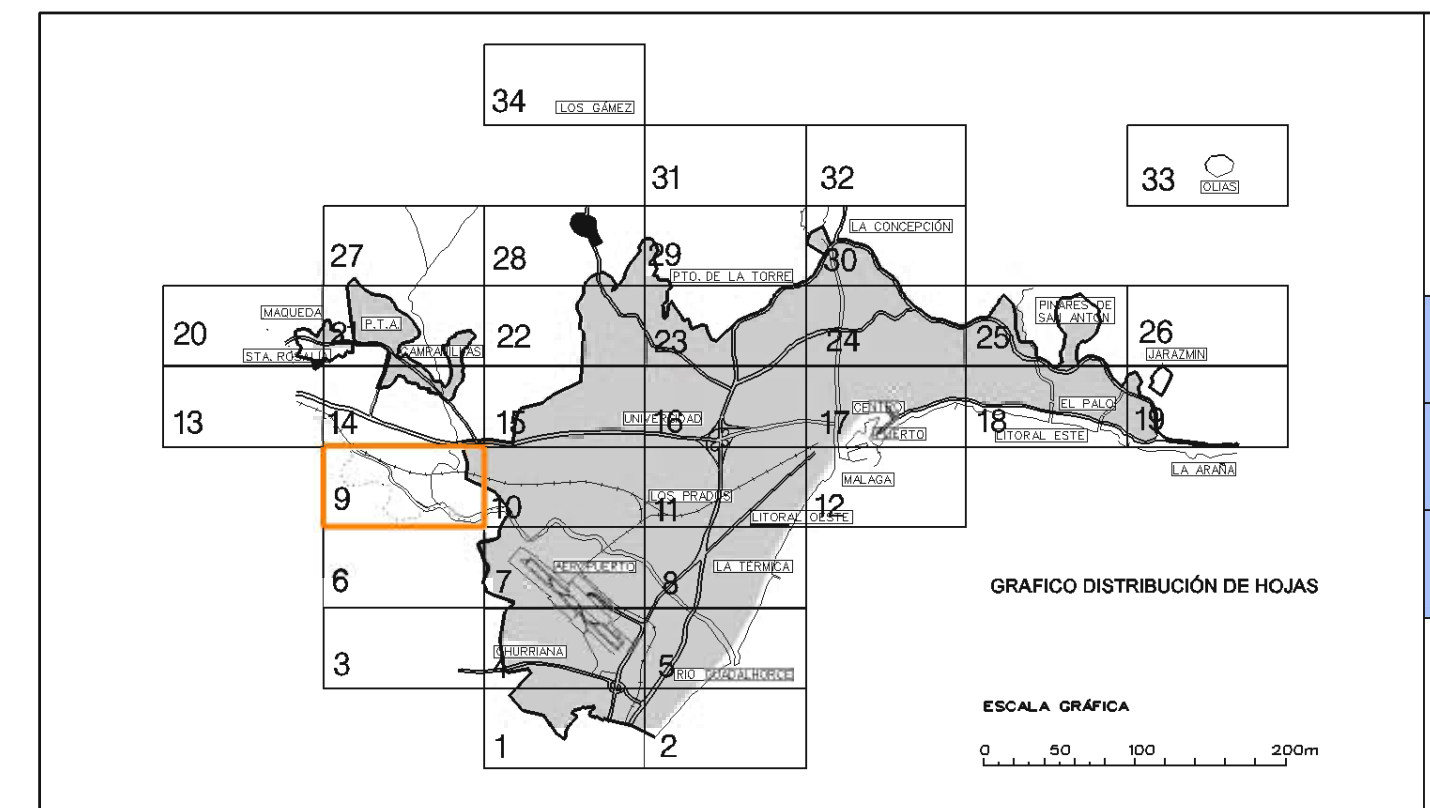 34 LOS GÁMEZ
31 32 33
OLIAS
LA CONCEPCIÓN
27 28 29 30
PTO. DE LA TORRE
MAQUEDA
P.T.A.
PINARES DE
SAN ANTÓN
20 22 23 24 25 26
STA. ROSALIA
CAMPANILLAS
JARAZMIN
CENTRO
EL PALO
13 14 15 UNIVERSIDAD 16 17 18 19
PUERTO
LITORAL ESTE
LA ARAÑA
MALAGA
9 10 LOS PRADOS 11 12
LITORAL OESTE
AEROPUERTO
LA TÉRMICA
6 7 8
GRAFICO DISTRIBUCIÓN DE HOJAS
CHURRIANA
3 5 RIO GUADALHORCE
ESCALA GRÁFICA
1 2
0 50 100 200m